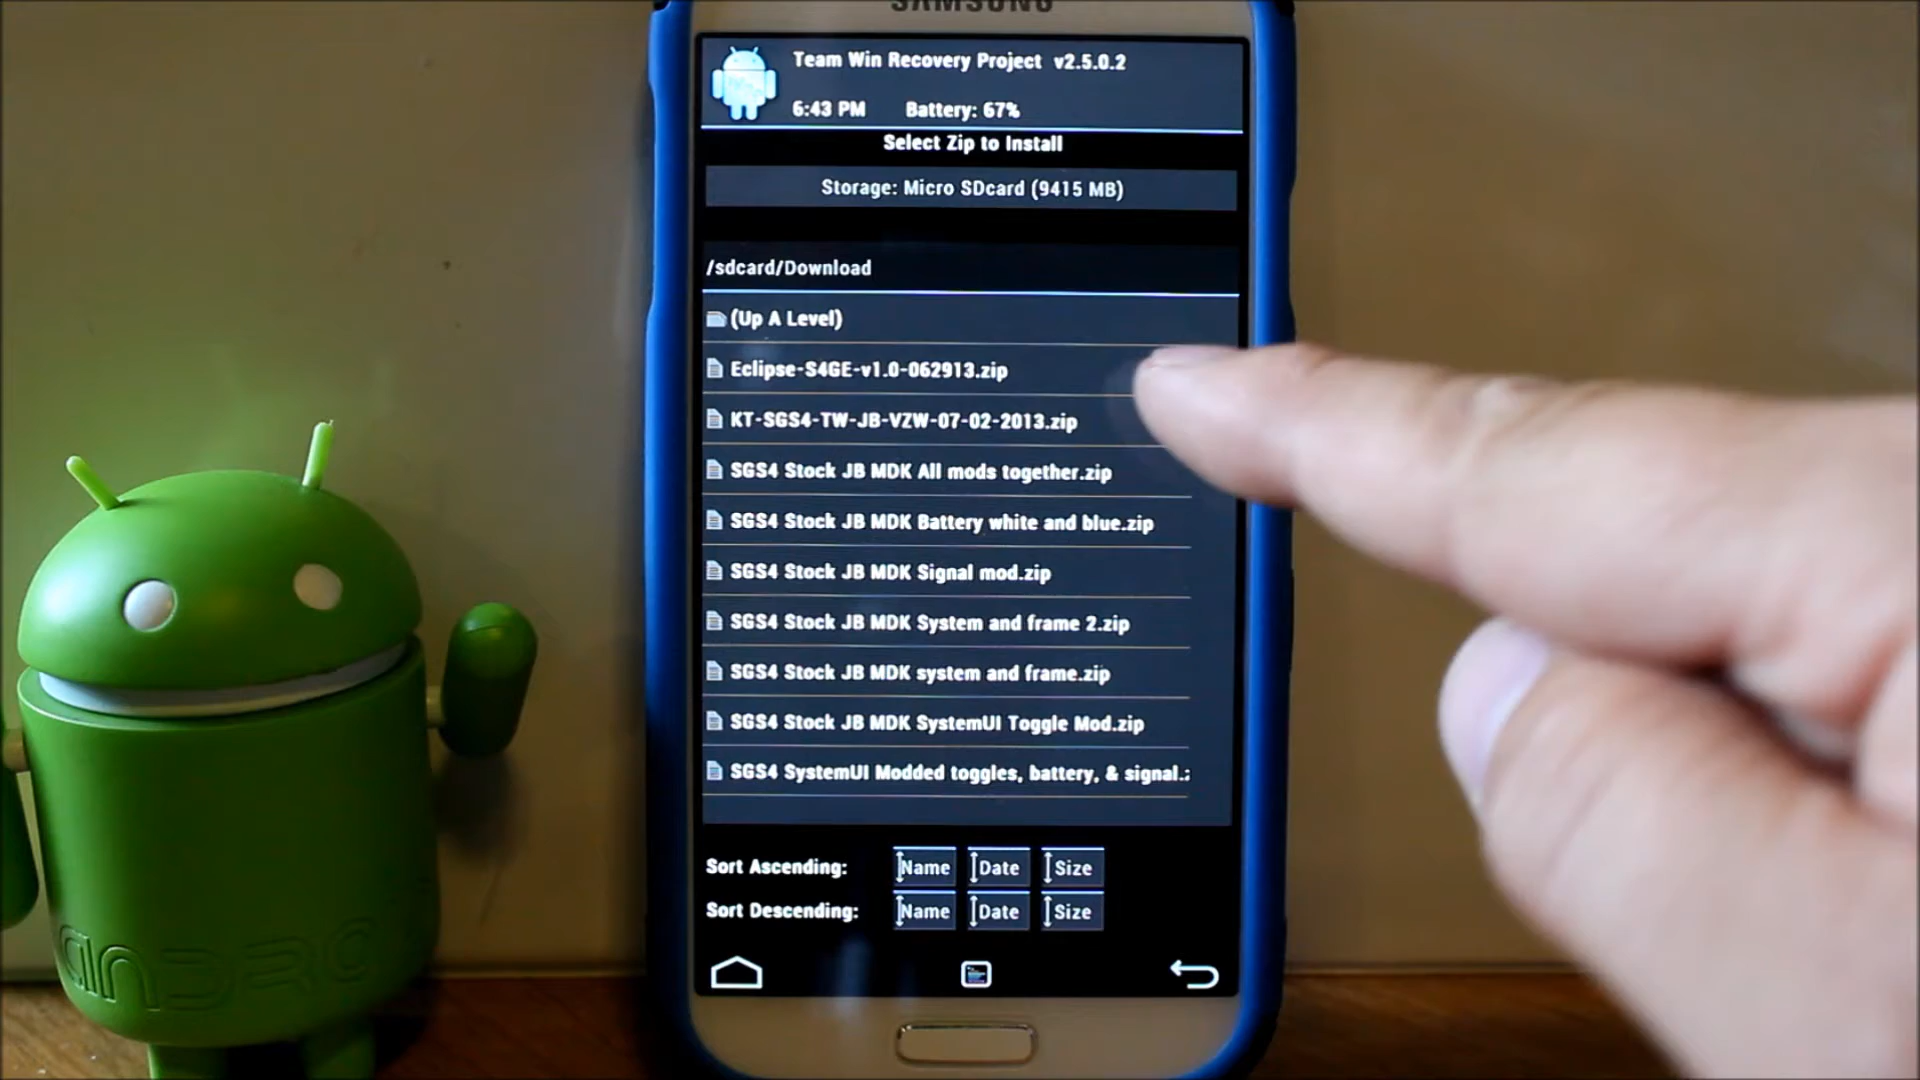 SAMSUNG
Team Win Recovery Project v2.5.0.2
6:43 PM Battery: 67%
Select Zip to Install
Storage: Micro SDcard (9415 MB)
/sdcard/Download
(Up A Level)
Eclipse-S4GE-v1.0-062913.zip
KT-SGS4-TW-JB-VZW-07-02-2013.zip
SGS4 Stock JB MDK All mods together.zip
SGS4 Stock JB MDK Battery white and blue.zip
SGS4 Stock JB MDK Signal mod.zip
SGS4 Stock JB MDK System and frame 2.zip
SGS4 Stock JB MDK system and frame.zip
SGS4 Stock JB MDK SystemUI Toggle Mod.zip
SGS4 SystemUI Modded toggles, battery, & signal.
Sort Ascending: Name Date Size
Sort Descending: Name Date Size
ANDRO